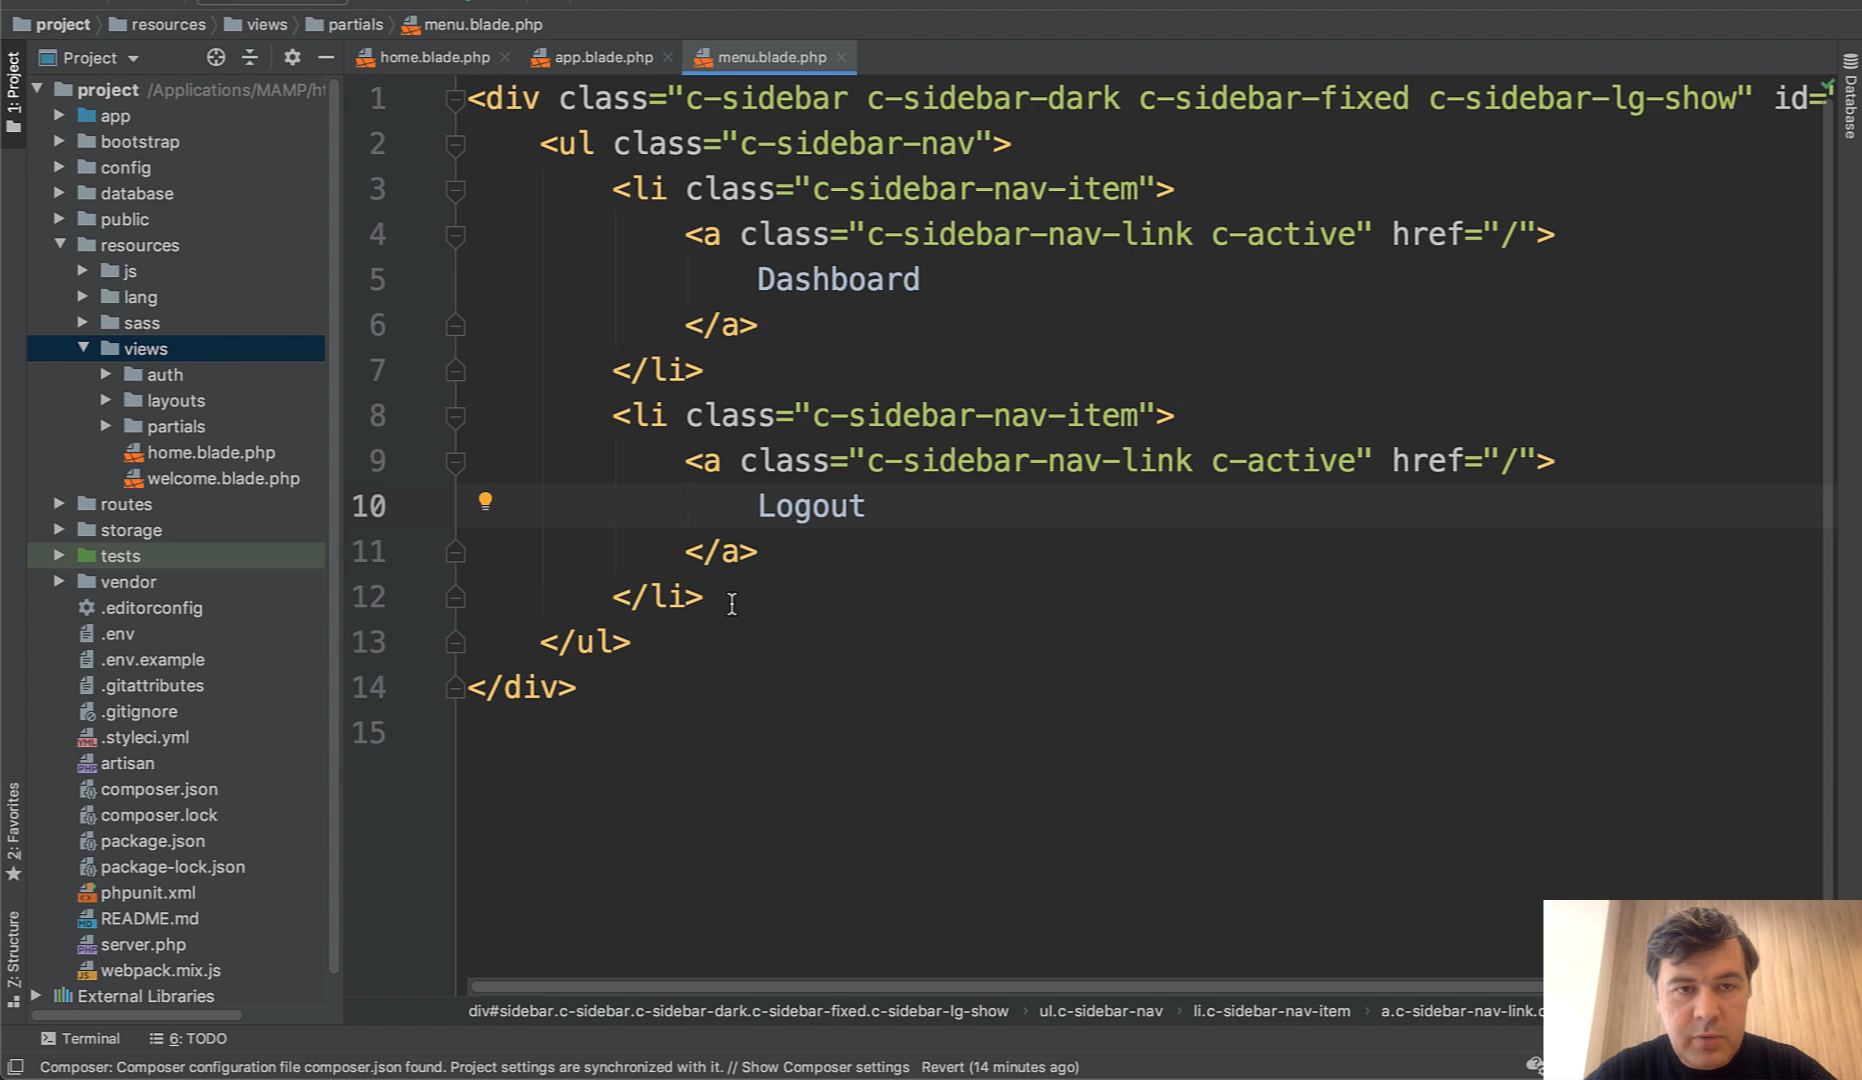 project resources views partials menu.blade.php
Project home.blade.php app.blade.php menu.blade.php
1: Project
2: Favorites
Z: Structure
Database
project /Applications/MAMP/h
app
bootstrap
config
database
public
resources
js
lang
sass
views
auth
layouts
partials
home.blade.php
welcome.blade.php
routes
storage
tests
vendor
.editorconfig
.env
.env.example
.gitattributes
.gitignore
.styleci.yml
artisan
composer.json
composer.lock
package.json
package-lock.json
phpunit.xml
README.md
server.php
webpack.mix.js
External Libraries
1 <div class="c-sidebar c-sidebar-dark c-sidebar-fixed c-sidebar-lg-show" id="
2 <ul class="c-sidebar-nav">
3 <li class="c-sidebar-nav-item">
4 <a class="c-sidebar-nav-link c-active" href="/">
5 Dashboard
6 </a>
7 </li>
8 <li class="c-sidebar-nav-item">
9 <a class="c-sidebar-nav-link c-active" href="/">
10 Logout
11 </a>
12 </li>
13 </ul>
14 </div>
15
div#sidebar.c-sidebar.c-sidebar-dark.c-sidebar-fixed.c-sidebar-lg-show › ul.c-sidebar-nav › li.c-sidebar-nav-item › a.c-sidebar-nav-link.
Terminal 6: TODO
Composer: Composer configuration file composer.json found. Project settings are synchronized with it. // Show Composer settings Revert (14 minutes ago)